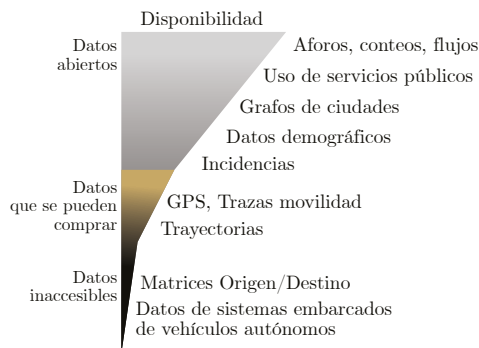 Disponibilidad
Datos
abiertos
Aforos, conteos, flujos
Uso de servicios públicos
Grafos de ciudades
Datos demográficos
Incidencias
Datos
que se pueden
comprar
GPS, Trazas movilidad
Trayectorias
Datos
inaccesibles
Matrices Origen/Destino
Datos de sistemas embarcados
de vehículos autónomos